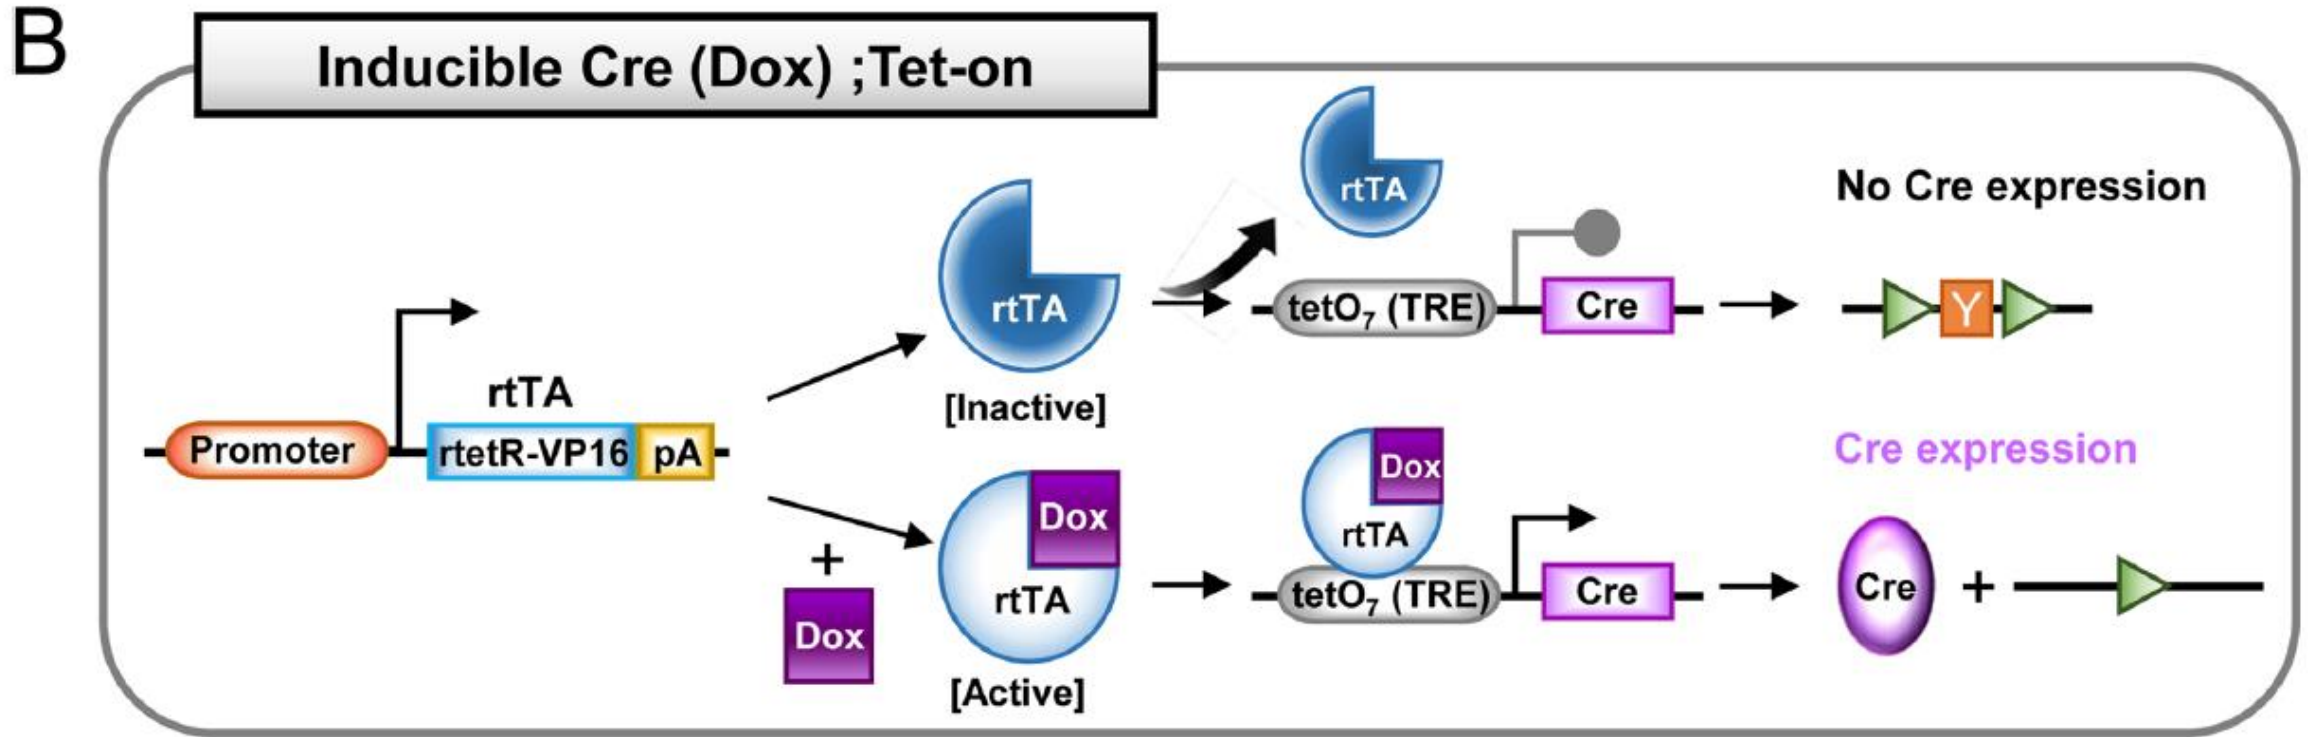 B
Inducible Cre (Dox) ;Tet-on
rtTA
Promoter
rtetR-VP16
pA
+
Dox
rtTA
[Inactive]
Dox
rtTA
[Active]
rtTA
tetO₇ (TRE)
Cre
No Cre expression
Y
Dox
rtTA
tetO₇ (TRE)
Cre
Cre expression
Cre
+